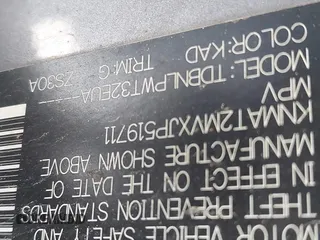 MOTOR VEHICLE SAFETY AND
THEFT PREVENTION STANDARDS
IN EFFECT ON THE DATE OF
MANUFACTURE SHOWN ABOVE
KNMAT2MVXJP519711
MPV
MODEL: TDBNLPWT32EUA
COLOR: KAD TRIM: G 7S30A